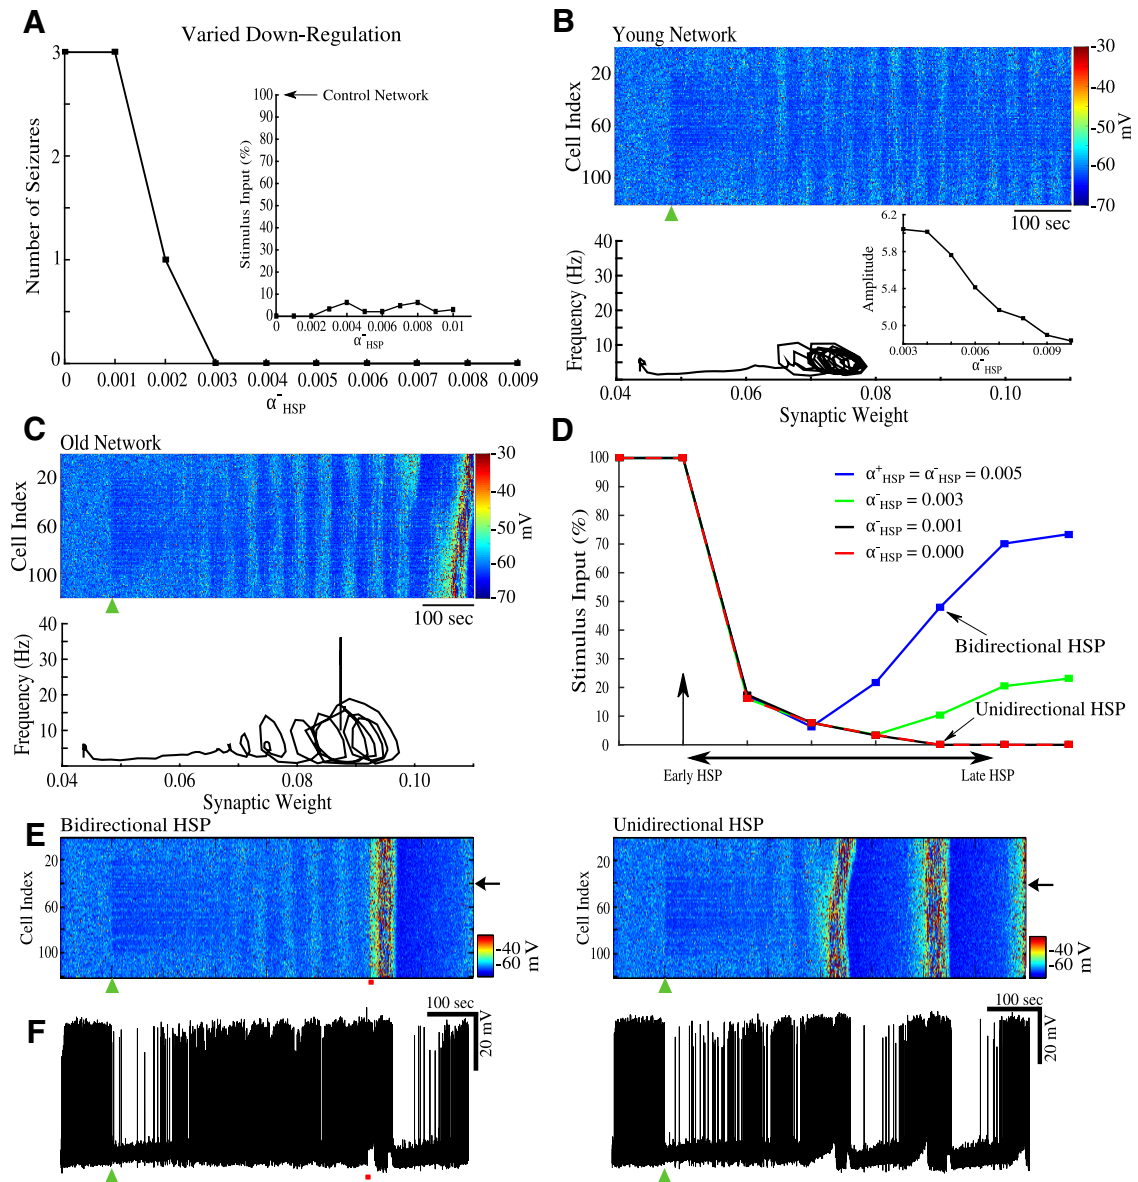 A
Varied Down-Regulation
Number of Seizures
3
2
1
0
0 0.001 0.002 0.003 0.004 0.005 0.006 0.007 0.008 0.009
α⁻HSP
Stimulus Input (%)
100
90
80
70
60
50
40
30
20
10
0
Control Network
0 0.002 0.004 0.006 0.008 0.01
α⁻HSP
B
Young Network
Cell Index
20
60
100
-30
-40
-50
-60
-70
mV
100 sec
Frequency (Hz)
40
30
20
10
0
0.04 0.06 0.08 0.10
Synaptic Weight
Amplitude
6.2
5.8
5.4
5.0
0.003 0.006 0.009
α⁻HSP
C
Old Network
Cell Index
20
60
100
-30
-40
-50
-60
-70
mV
100 sec
Frequency (Hz)
40
30
20
10
0
0.04 0.06 0.08 0.10
Synaptic Weight
D
Stimulus Input (%)
100
90
80
70
60
50
40
30
20
10
0
α⁺HSP = α⁻HSP = 0.005
α⁻HSP = 0.003
α⁻HSP = 0.001
α⁻HSP = 0.000
Bidirectional HSP
Unidirectional HSP
Early HSP
Late HSP
E
Bidirectional HSP
Cell Index
20
60
100
-40
-60
mV
Unidirectional HSP
Cell Index
20
60
100
-40
-60
mV
F
100 sec
20 mV
100 sec
20 mV